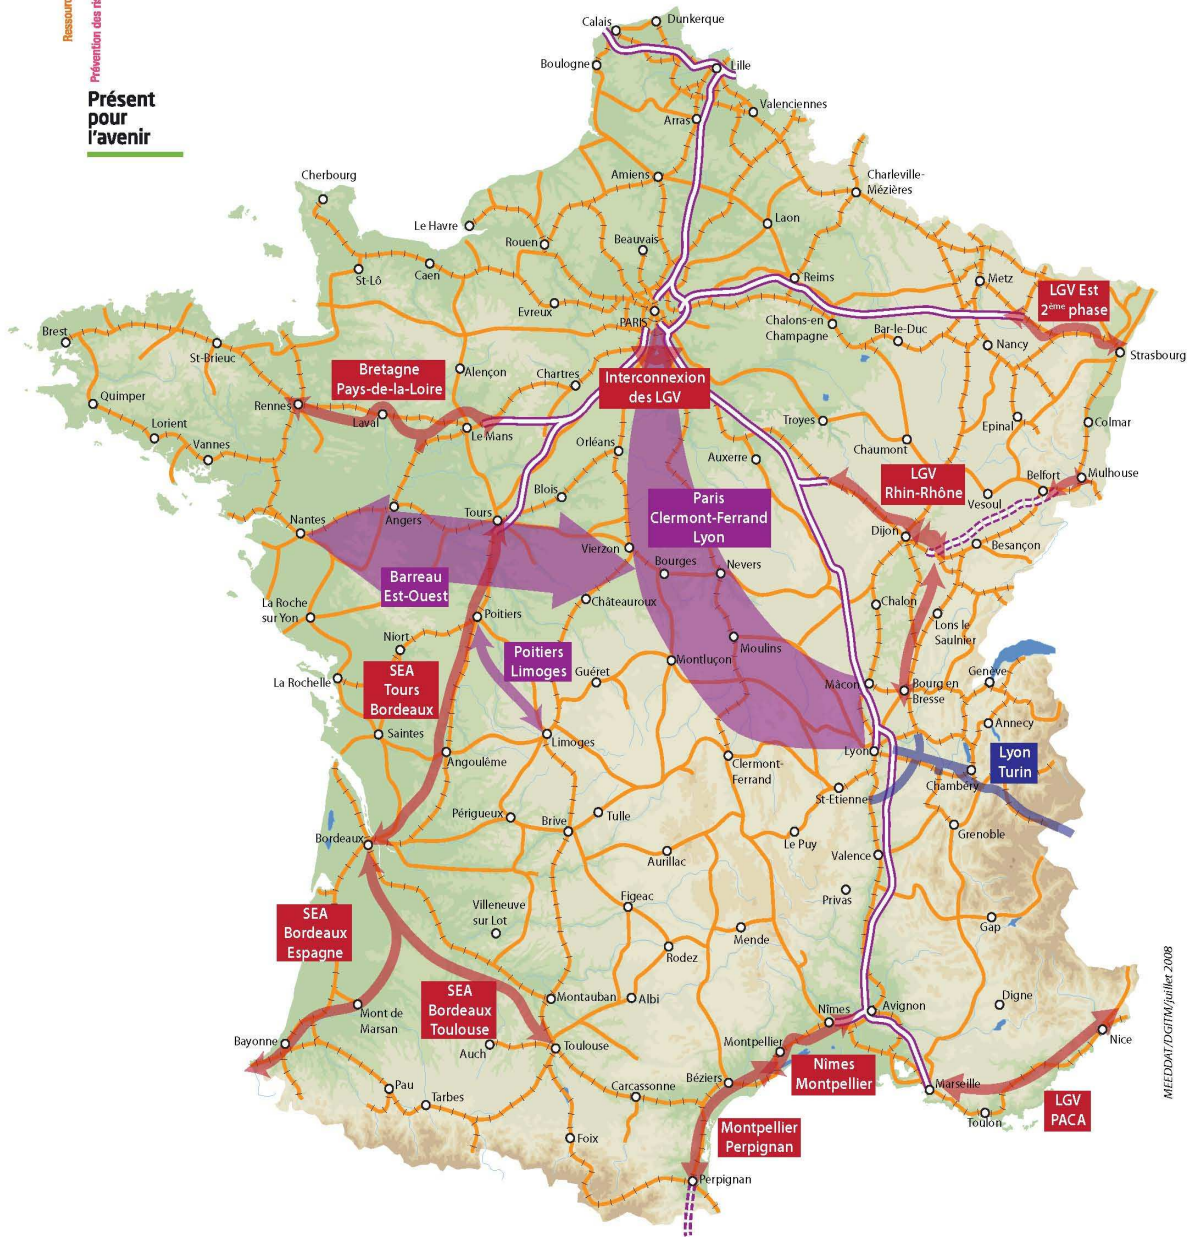 Ressourc
Prévention des ris
Présent
pour
l'avenir
Calais
Dunkerque
Boulogne
Lille
Valenciennes
Arras
Cherbourg
Amiens
Charleville-
Mézières
Le Havre
Rouen
Beauvais
Laon
St-Lô
Caen
Reims
Metz
LGV Est
2ème phase
Evreux
PARIS
Chalons-en
Champagne
Bar-le-Duc
Nancy
Strasbourg
Brest
St-Brieuc
Bretagne
Pays-de-la-Loire
Alençon
Chartres
Interconnexion
des LGV
Quimper
Rennes
Laval
Le Mans
Troyes
Epinal
Colmar
Lorient
Vannes
Orléans
Auxerre
Chaumont
LGV
Rhin-Rhône
Belfort
Mulhouse
Vesoul
Blois
Paris
Clermont-Ferrand
Lyon
Nantes
Angers
Tours
Dijon
Besançon
Vierzon
Bourges
Nevers
Barreau
Est-Ouest
Châteauroux
Chalon
La Roche
sur Yon
Poitiers
Lons le
Saulnier
Niort
Poitiers
Limoges
Moulins
Montluçon
La Rochelle
SEA
Tours
Bordeaux
Guéret
Mâcon
Bourg en
Bresse
Genève
Saintes
Limoges
Annecy
Angoulême
Clermont-
Ferrand
Lyon
Lyon
Turin
Chambéry
St-Etienne
Périgueux
Tulle
Brive
Grenoble
Bordeaux
Le Puy
Aurillac
Valence
Privas
Figeac
SEA
Bordeaux
Espagne
Villeneuve
sur Lot
Mende
Gap
Rodez
SEA
Bordeaux
Toulouse
Montauban
Albi
Digne
Mont de
Marsan
Nîmes
Avignon
Bayonne
Auch
Toulouse
Montpellier
Nice
Nîmes
Montpellier
Béziers
Pau
Tarbes
Carcassonne
Marseille
Toulon
LGV
PACA
Foix
Montpellier
Perpignan
Perpignan
MEEDDAT/DGITM/juillet 2008